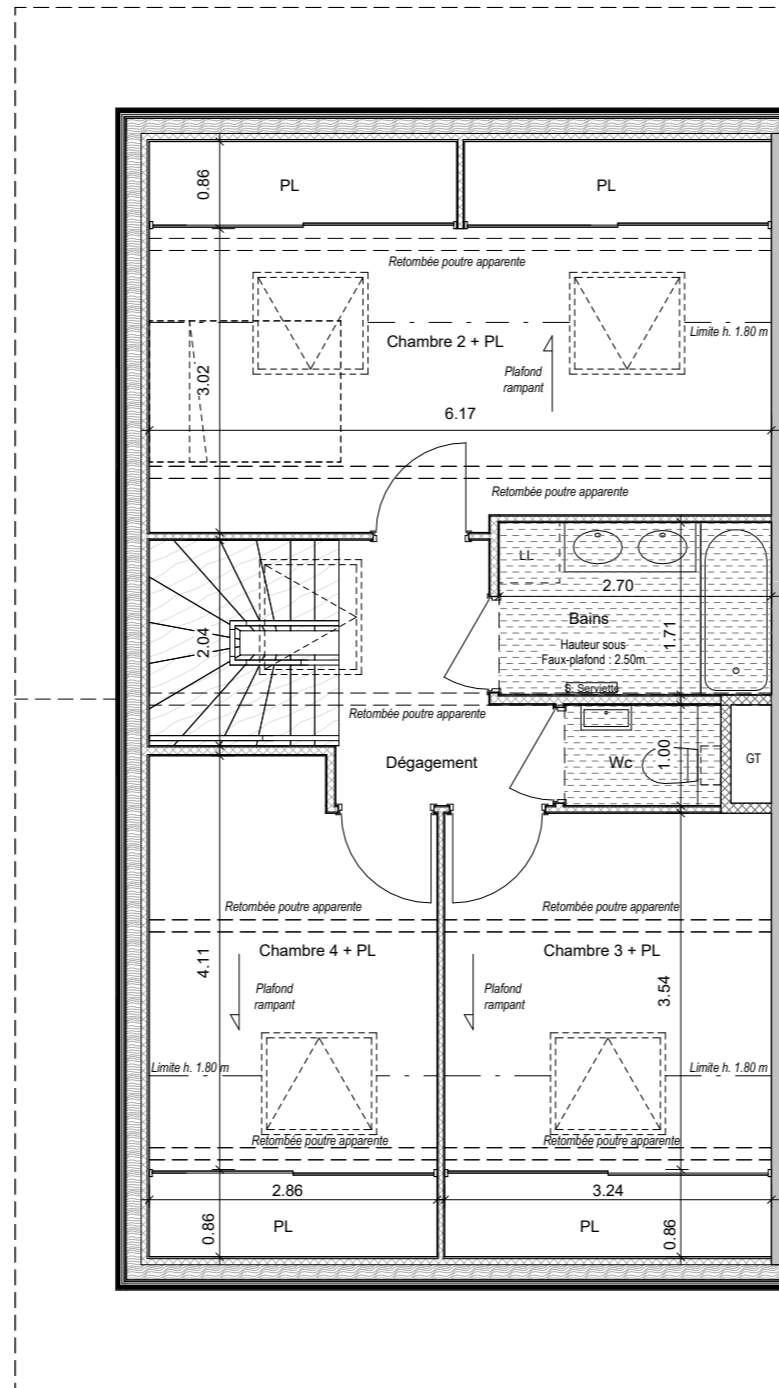 PL
PL
0.86
Retombée poutre apparente
Limite h. 1.80 m
Chambre 2 + PL
Plafond
rampant
3.02
6.17
Retombée poutre apparente
LL
2.70
Bains
1.71
Hauteur sous
Faux-plafond : 2.50m
S. Serviette
2.04
Retombée poutre apparente
Dégagement
Wc
1.00
GT
Retombée poutre apparente
Retombée poutre apparente
Chambre 4 + PL
Chambre 3 + PL
4.11
Plafond
rampant
Plafond
rampant
3.54
Limite h. 1.80 m
Limite h. 1.80 m
Retombée poutre apparente
Retombée poutre apparente
2.86
3.24
0.86
PL
PL
0.86